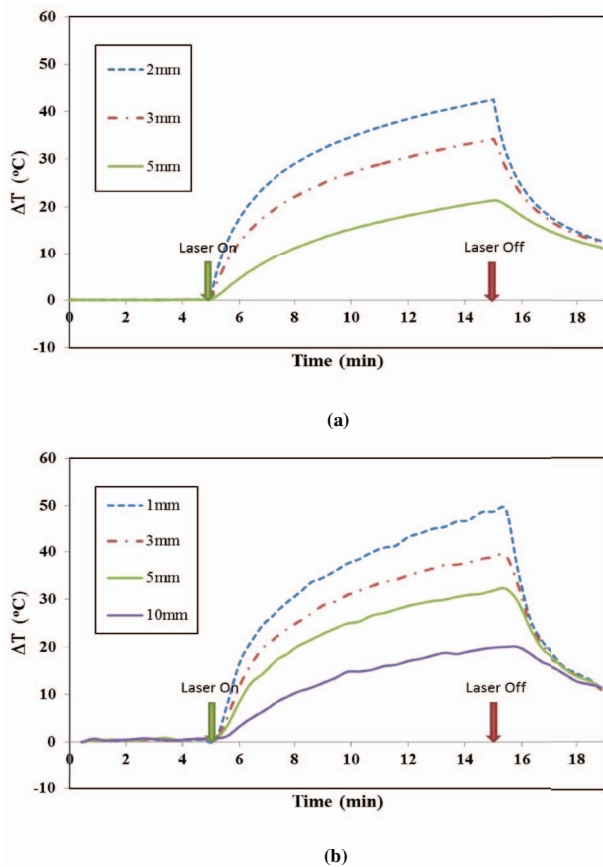 60
50
40
30
20
10
0
-10
ΔT (°C)
2mm
3mm
5mm
Laser On
Laser Off
0 2 4 6 8 10 12 14 16 18
Time (min)
(a)
60
50
40
30
20
10
0
-10
ΔT (°C)
1mm
3mm
5mm
10mm
Laser On
Laser Off
0 2 4 6 8 10 12 14 16 18
Time (min)
(b)